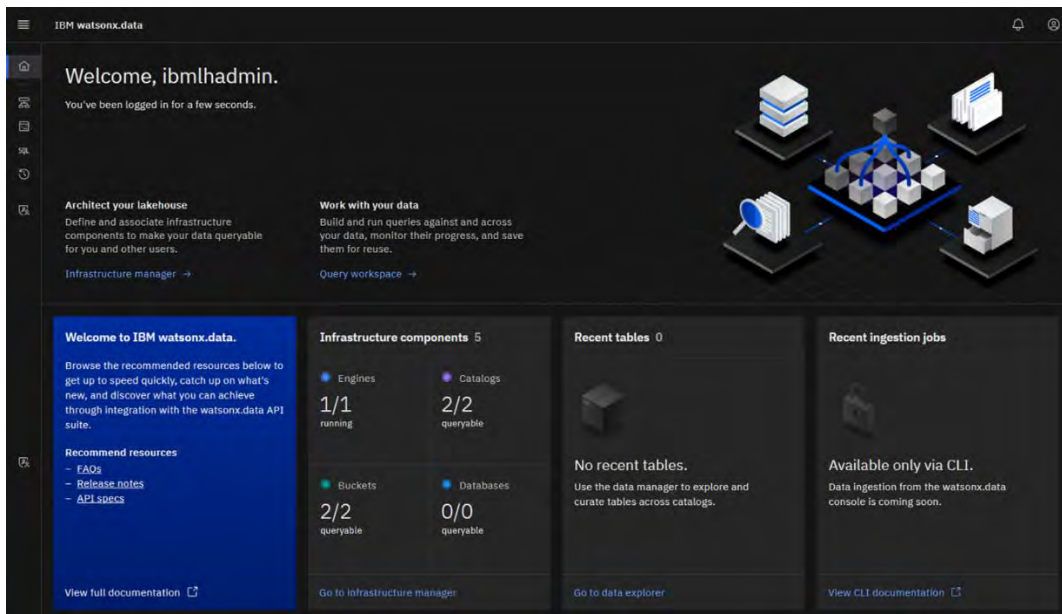 IBM watsonx.data
Welcome, ibmlhadmin.
You've been logged in for a few seconds.
SQL
Architect your lakehouse
Define and associate infrastructure
components to make your data queryable
for you and other users.
Infrastructure manager →
Work with your data
Build and run queries against and across
your data, monitor their progress, and save
them for reuse.
Query workspace →
Welcome to IBM watsonx.data.
Browse the recommended resources below to
get up to speed quickly, catch up on what's
new, and discover what you can achieve
through integration with the watsonx.data API
suite.
Recommend resources
– FAQs
– Release notes
– API specs
View full documentation
Infrastructure components 5
Engines
1/1
running
Catalogs
2/2
queryable
Buckets
2/2
queryable
Databases
0/0
queryable
Go to infrastructure manager
Recent tables 0
No recent tables.
Use the data manager to explore and
curate tables across catalogs.
Go to data explorer
Recent ingestion jobs
Available only via CLI.
Data ingestion from the watsonx.data
console is coming soon.
View CLI documentation